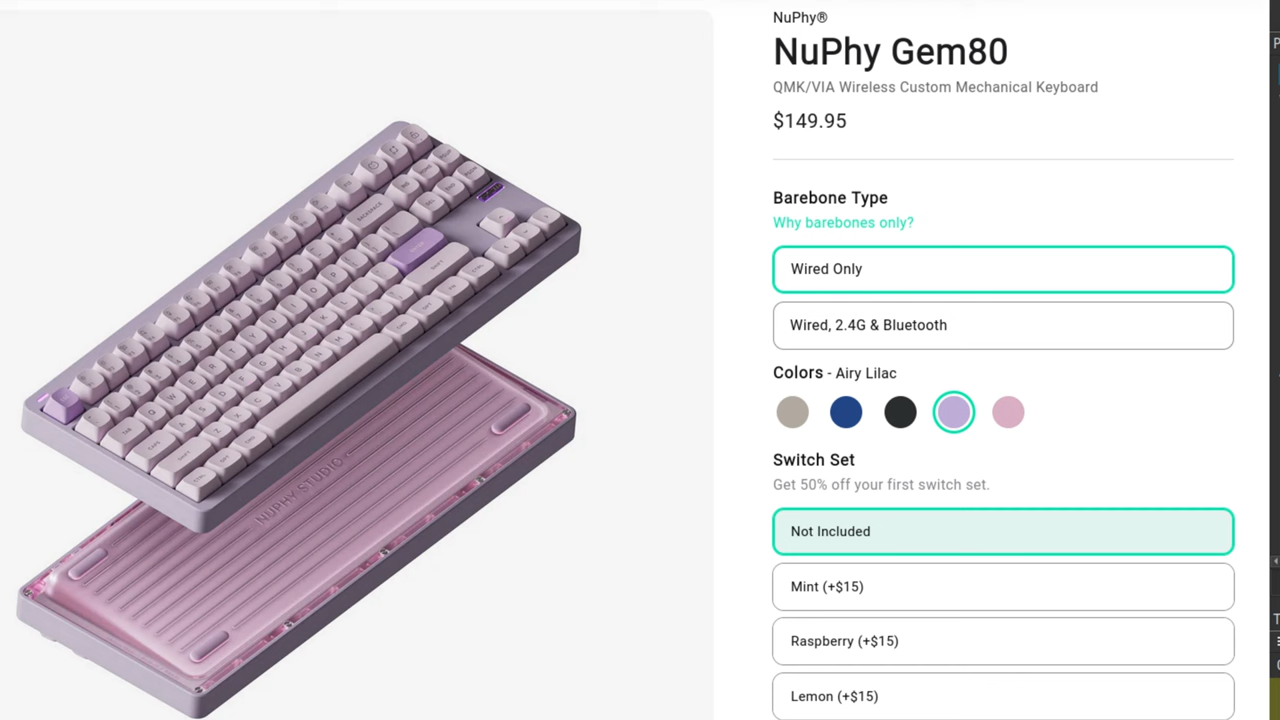 NuPhy®
NuPhy Gem80
QMK/VIA Wireless Custom Mechanical Keyboard
$149.95
Barebone Type
Why barebones only?
Wired Only
Wired, 2.4G & Bluetooth
Colors - Airy Lilac
Switch Set
Get 50% off your first switch set.
Not Included
Mint (+$15)
Raspberry (+$15)
Lemon (+$15)
BACKSPACE
NUPHY STUDIO